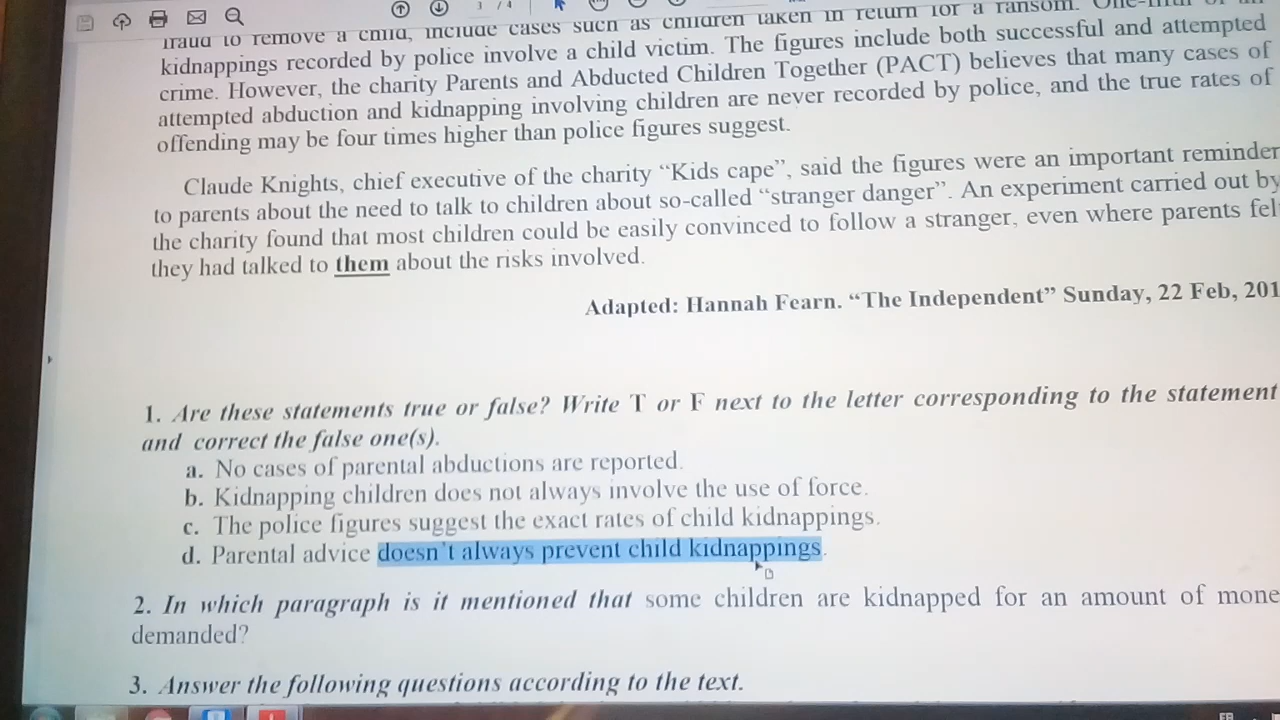 3 / 4
fraud to remove a child, include cases such as children taken in return for a ransom. One-fifth of all
kidnappings recorded by police involve a child victim. The figures include both successful and attempted
crime. However, the charity Parents and Abducted Children Together (PACT) believes that many cases of
attempted abduction and kidnapping involving children are never recorded by police, and the true rates of
offending may be four times higher than police figures suggest.
Claude Knights, chief executive of the charity “Kids cape”, said the figures were an important reminder
to parents about the need to talk to children about so-called “stranger danger”. An experiment carried out by
the charity found that most children could be easily convinced to follow a stranger, even where parents fel
they had talked to them about the risks involved.
Adapted: Hannah Fearn. “The Independent” Sunday, 22 Feb, 201
1. Are these statements true or false? Write T or F next to the letter corresponding to the statement
and correct the false one(s).
a. No cases of parental abductions are reported.
b. Kidnapping children does not always involve the use of force.
c. The police figures suggest the exact rates of child kidnappings.
d. Parental advice doesn't always prevent child kidnappings.
2. In which paragraph is it mentioned that some children are kidnapped for an amount of mone
demanded?
3. Answer the following questions according to the text.